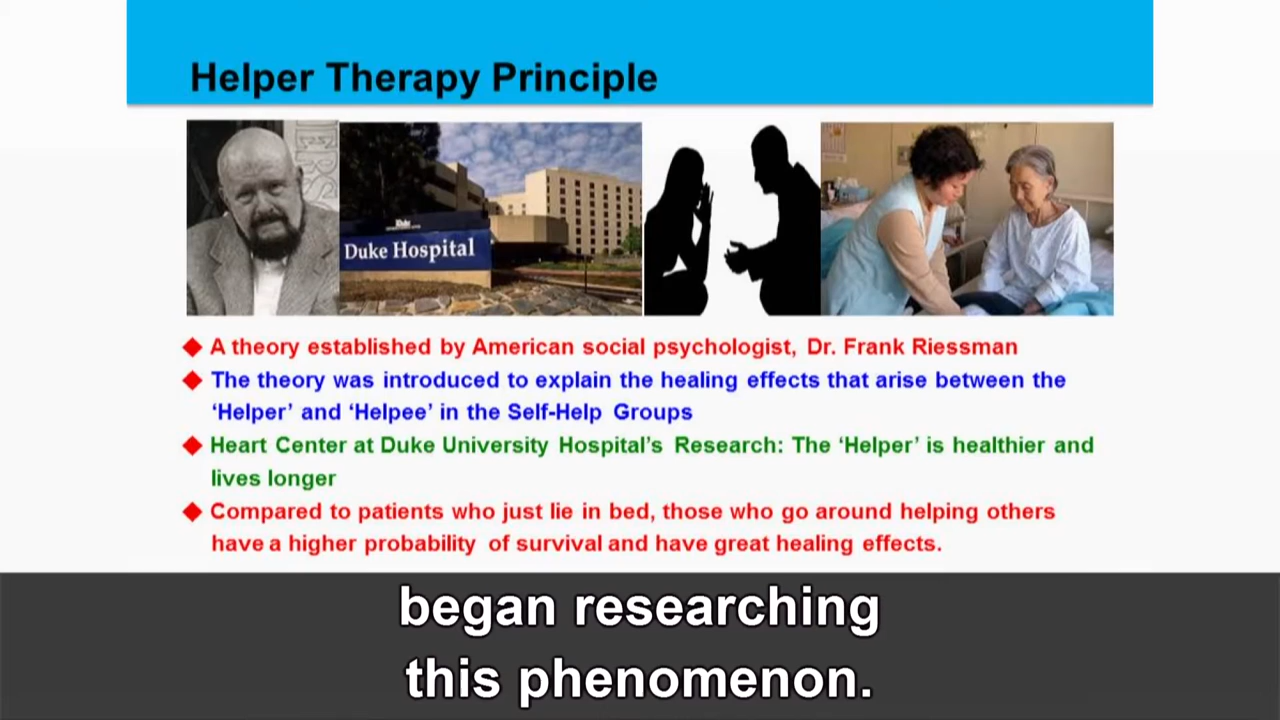 Helper Therapy Principle
Duke Hospital
◆ A theory established by American social psychologist, Dr. Frank Riessman
◆ The theory was introduced to explain the healing effects that arise between the
‘Helper’ and ‘Helpee’ in the Self-Help Groups
◆ Heart Center at Duke University Hospital’s Research: The ‘Helper’ is healthier and
lives longer
◆ Compared to patients who just lie in bed, those who go around helping others
have a higher probability of survival and have great healing effects.
began researching
this phenomenon.